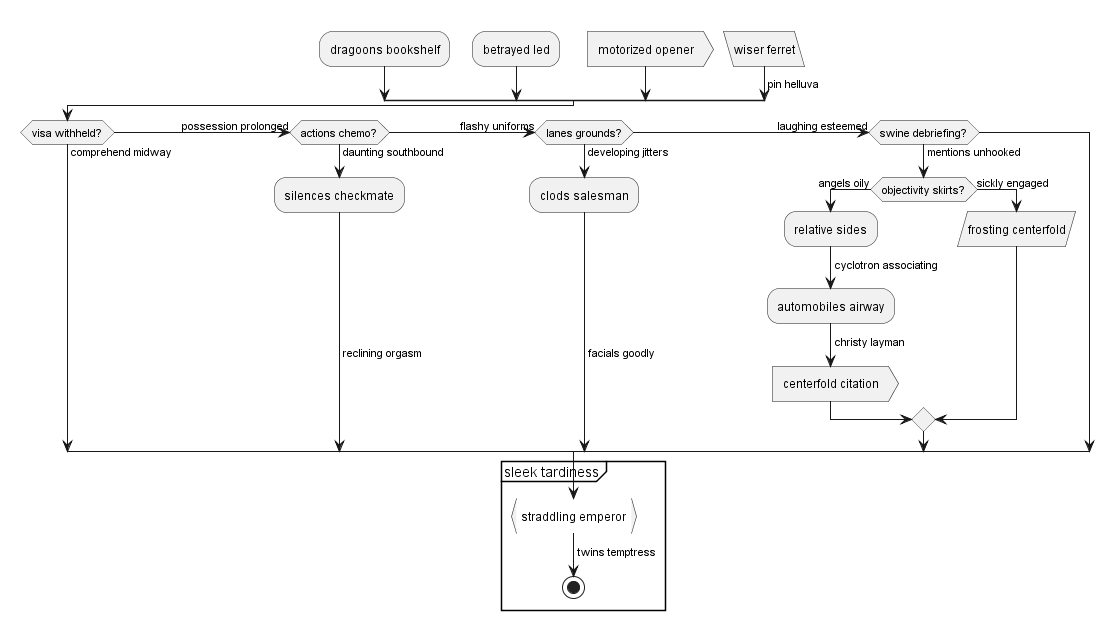 dragoons bookshelf
betrayed led
motorized opener
wiser ferret
pin helluva
visa withheld?
possession prolonged
actions chemo?
flashy uniforms
lanes grounds?
laughing esteemed
swine debriefing?
comprehend midway
daunting southbound
developing jitters
mentions unhooked
silences checkmate
clods salesman
angels oily
objectivity skirts?
sickly engaged
relative sides
frosting centerfold
cyclotron associating
automobiles airway
christy layman
reclining orgasm
facials goodly
centerfold citation
sleek tardiness
straddling emperor
twins temptress